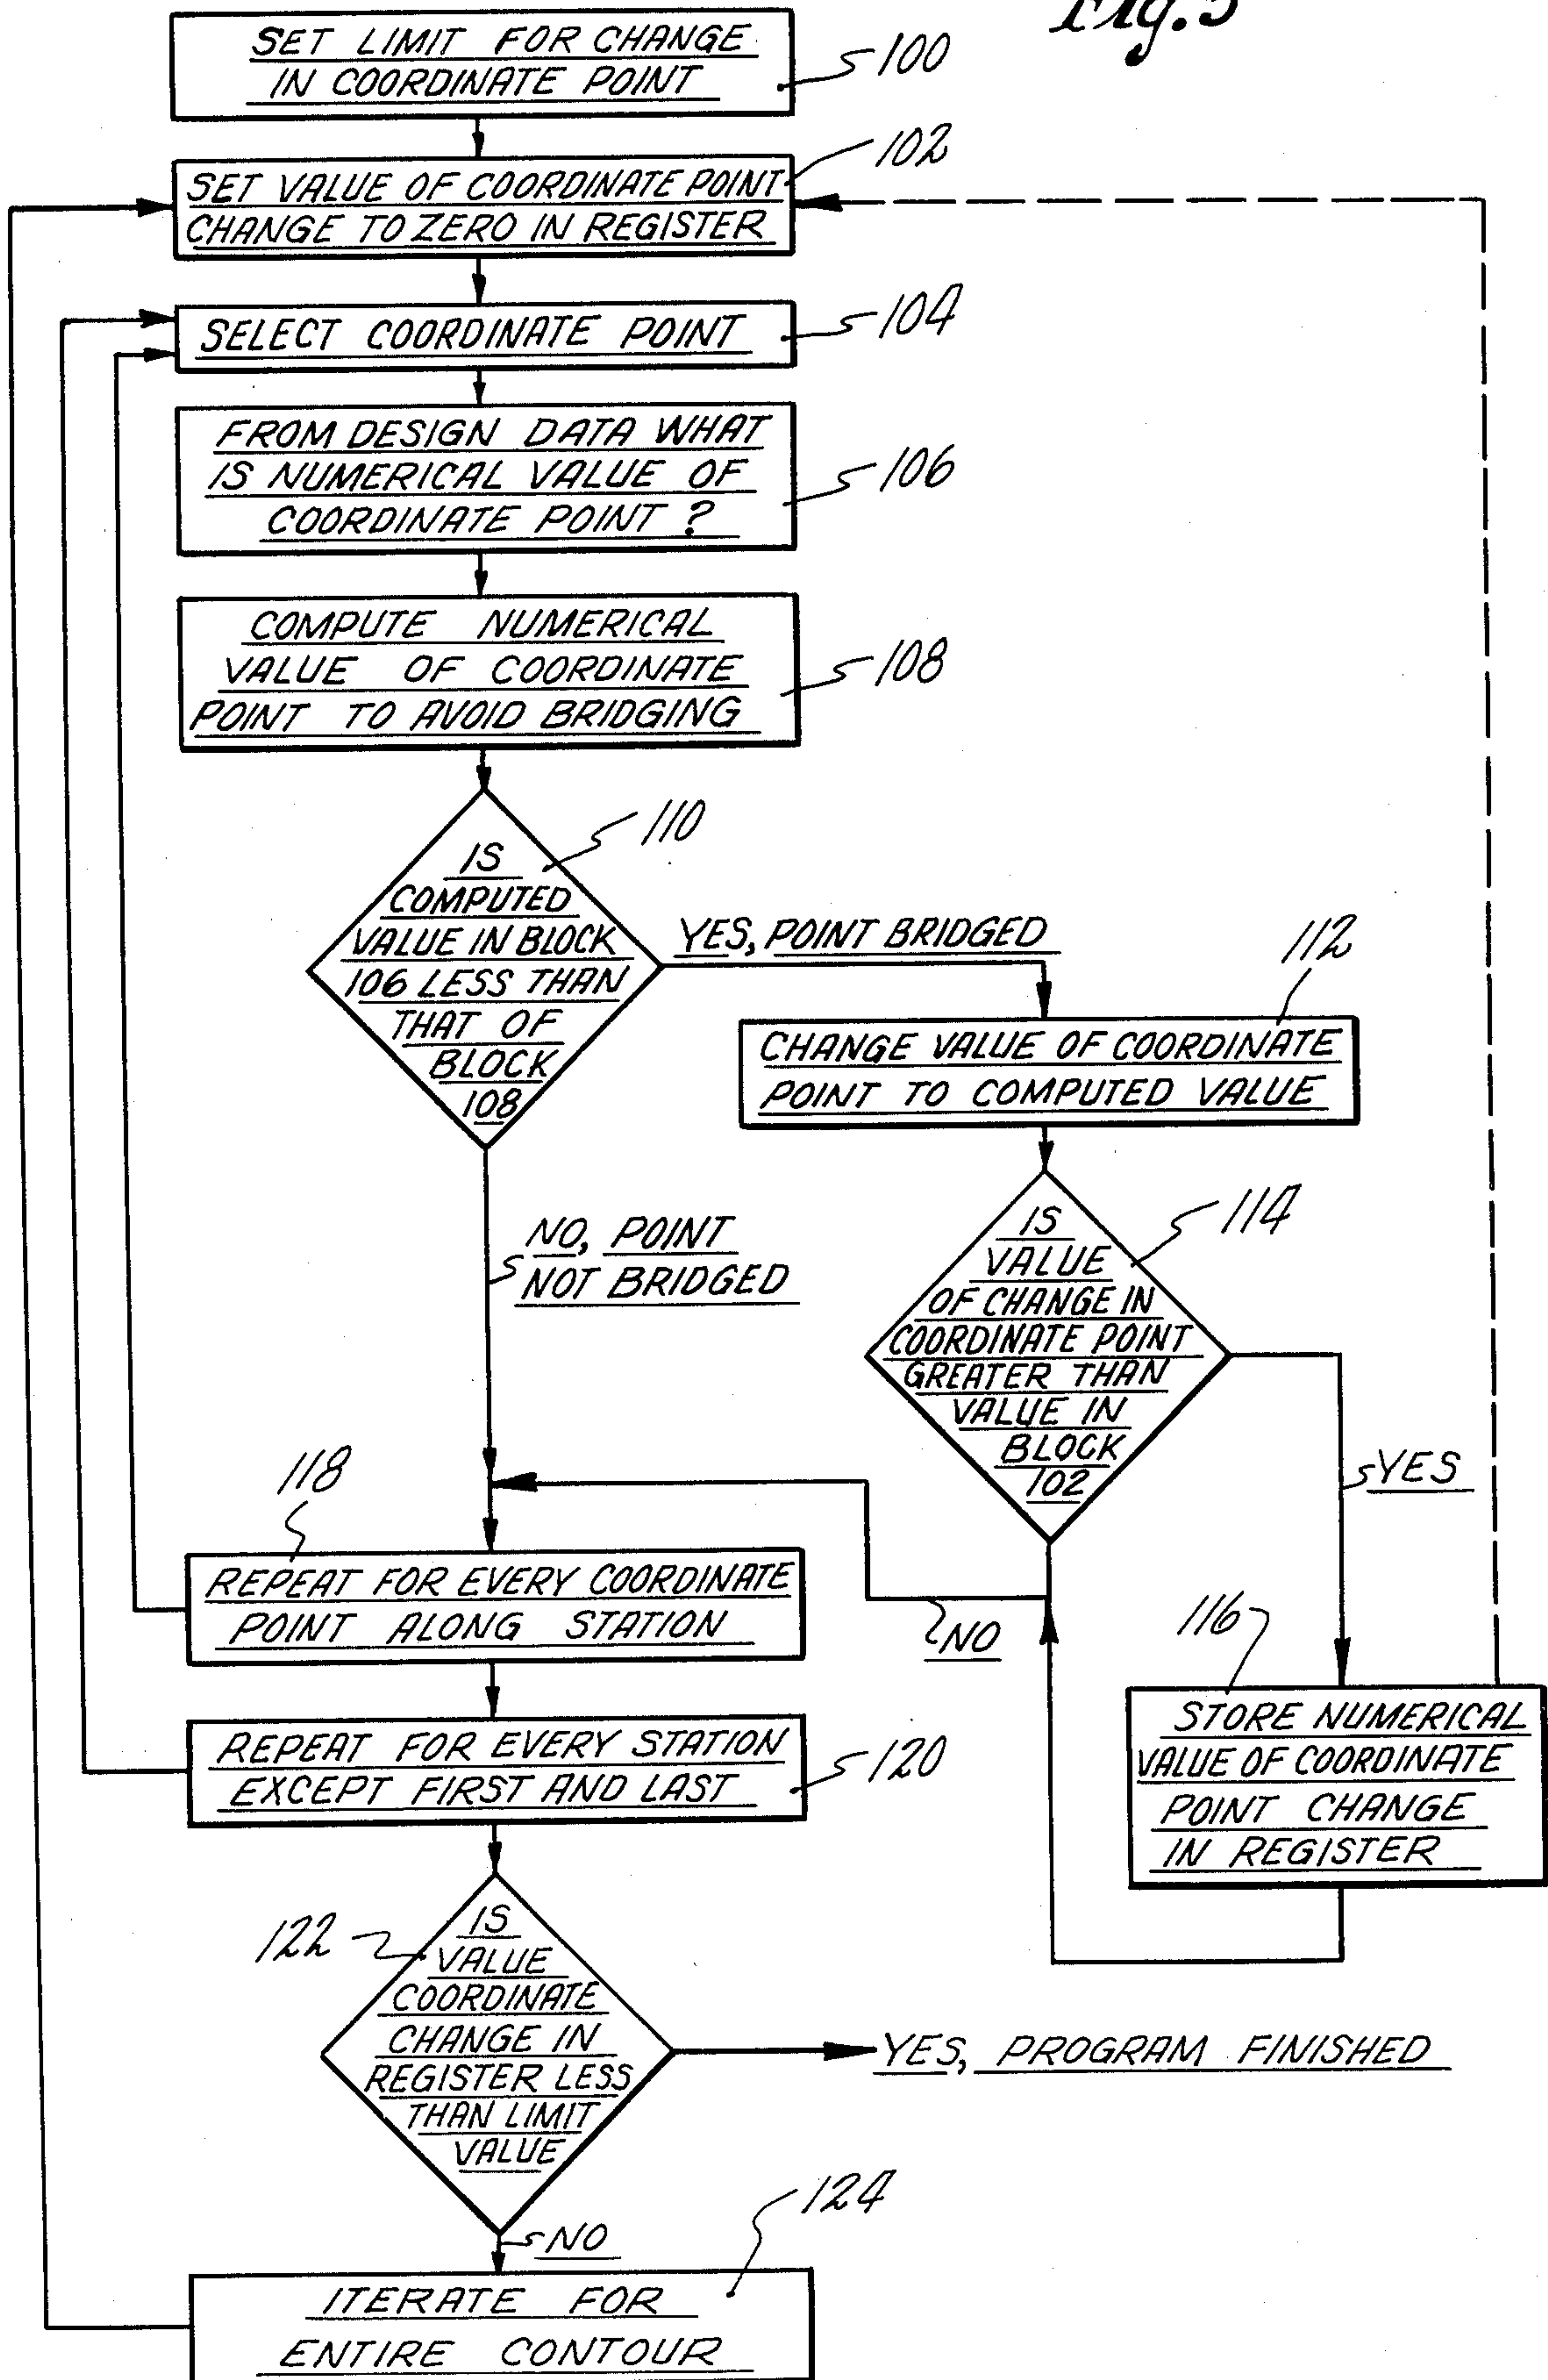 Fig. 5
SET LIMIT FOR CHANGE
IN COORDINATE POINT
100
SET VALUE OF COORDINATE POINT
CHANGE TO ZERO IN REGISTER
102
SELECT COORDINATE POINT
104
FROM DESIGN DATA WHAT
IS NUMERICAL VALUE OF
COORDINATE POINT ?
106
COMPUTE NUMERICAL
VALUE OF COORDINATE
POINT TO AVOID BRIDGING
108
110
IS
COMPUTED
VALUE IN BLOCK
106 LESS THAN
THAT OF
BLOCK
108
YES, POINT BRIDGED
112
CHANGE VALUE OF COORDINATE
POINT TO COMPUTED VALUE
NO, POINT
NOT BRIDGED
114
IS
VALUE
OF CHANGE IN
COORDINATE POINT
GREATER THAN
VALUE IN
BLOCK
102
YES
NO
116
STORE NUMERICAL
VALUE OF COORDINATE
POINT CHANGE
IN REGISTER
118
REPEAT FOR EVERY COORDINATE
POINT ALONG STATION
REPEAT FOR EVERY STATION
EXCEPT FIRST AND LAST
120
122
IS
VALUE
COORDINATE
CHANGE IN
REGISTER LESS
THAN LIMIT
VALUE
YES, PROGRAM FINISHED
NO
124
ITERATE FOR
ENTIRE CONTOUR